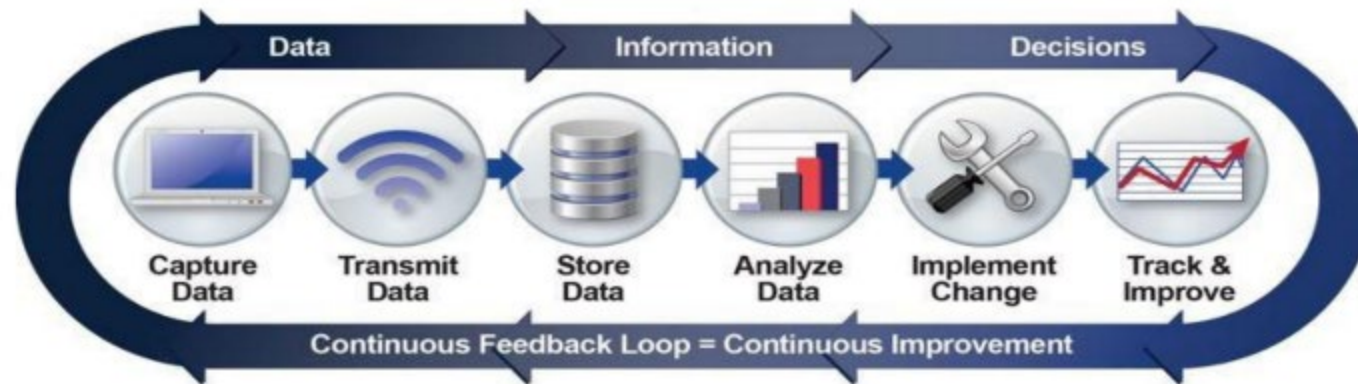 Data
Information
Decisions
Capture
Data
Transmit
Data
Store
Data
Analyze
Data
Implement
Change
Track &
Improve
Continuous Feedback Loop = Continuous Improvement